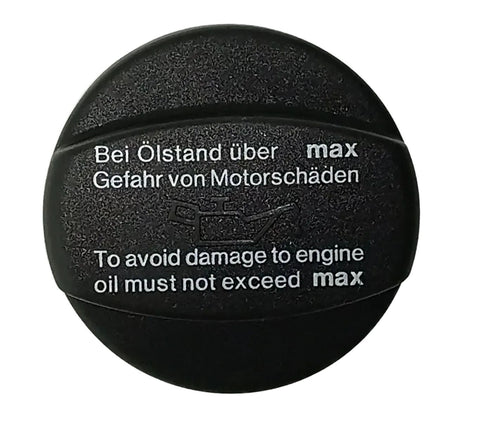 Bei Ölstand über max
Gefahr von Motorschäden
To avoid damage to engine
oil must not exceed max